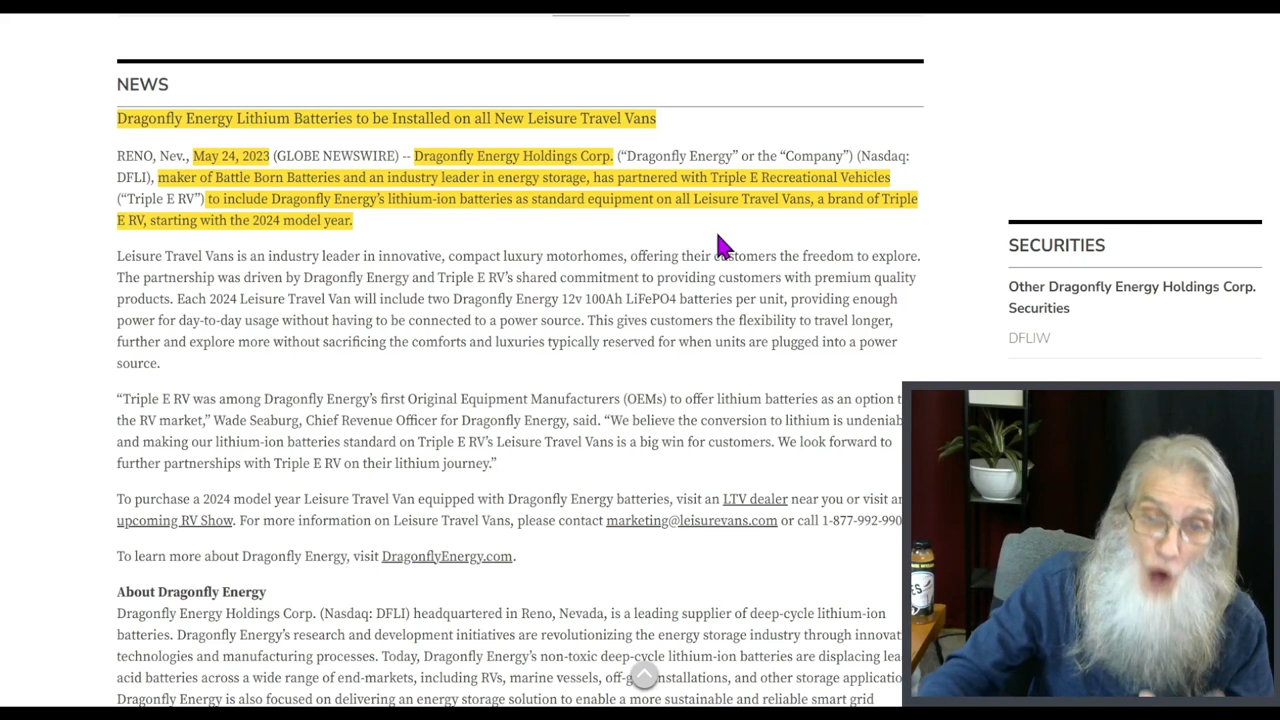 NEWS
Dragonfly Energy Lithium Batteries to be Installed on all New Leisure Travel Vans
RENO, Nev., May 24, 2023 (GLOBE NEWSWIRE) -- Dragonfly Energy Holdings Corp. (“Dragonfly Energy” or the “Company”) (Nasdaq:
DFLI), maker of Battle Born Batteries and an industry leader in energy storage, has partnered with Triple E Recreational Vehicles
(“Triple E RV”) to include Dragonfly Energy’s lithium-ion batteries as standard equipment on all Leisure Travel Vans, a brand of Triple
E RV, starting with the 2024 model year.
Leisure Travel Vans is an industry leader in innovative, compact luxury motorhomes, offering their customers the freedom to explore.
The partnership was driven by Dragonfly Energy and Triple E RV’s shared commitment to providing customers with premium quality
products. Each 2024 Leisure Travel Van will include two Dragonfly Energy 12v 100Ah LiFePO4 batteries per unit, providing enough
power for day-to-day usage without having to be connected to a power source. This gives customers the flexibility to travel longer,
further and explore more without sacrificing the comforts and luxuries typically reserved for when units are plugged into a power
source.
“Triple E RV was among Dragonfly Energy’s first Original Equipment Manufacturers (OEMs) to offer lithium batteries as an option
the RV market,” Wade Seaburg, Chief Revenue Officer for Dragonfly Energy, said. “We believe the conversion to lithium is undeniab
and making our lithium-ion batteries standard on Triple E RV’s Leisure Travel Vans is a big win for customers. We look forward to
further partnerships with Triple E RV on their lithium journey.”
To purchase a 2024 model year Leisure Travel Van equipped with Dragonfly Energy batteries, visit an LTV dealer near you or visit
upcoming RV Show. For more information on Leisure Travel Vans, please contact marketing@leisurevans.com or call 1-877-992-990
To learn more about Dragonfly Energy, visit DragonflyEnergy.com.
About Dragonfly Energy
Dragonfly Energy Holdings Corp. (Nasdaq: DFLI) headquartered in Reno, Nevada, is a leading supplier of deep-cycle lithium-ion
batteries. Dragonfly Energy’s research and development initiatives are revolutionizing the energy storage industry through innovat
technologies and manufacturing processes. Today, Dragonfly Energy’s non-toxic deep-cycle lithium-ion batteries are displacing lea
acid batteries across a wide range of end-markets, including RVs, marine vessels, off-g installations, and other storage applicatio
Dragonfly Energy is also focused on delivering an energy storage solution to enable a more sustainable and reliable smart grid
SECURITIES
Other Dragonfly Energy Holdings Corp.
Securities
DFLIW